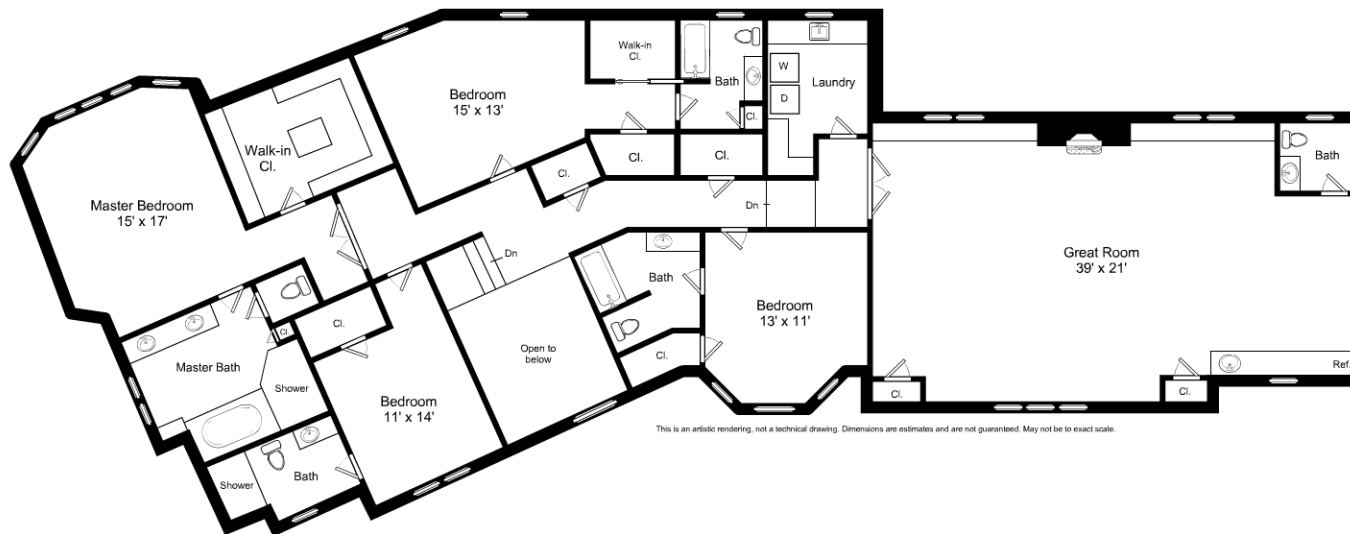 Walk-in
Cl.
Bath
W
D
Laundry
Cl.
Bedroom
15' x 13'
Walk-in
Cl.
Cl.
Cl.
Cl.
Bath
Master Bedroom
15' x 17'
Dn
Dn
Great Room
39' x 21'
Bath
Bedroom
13' x 11'
Cl.
Cl.
Open to
below
Cl.
Master Bath
Shower
Bedroom
11' x 14'
Cl.
Cl.
Ref.
This is an artistic rendering, not a technical drawing. Dimensions are estimates and are not guaranteed. May not be to exact scale.
Bath
Shower